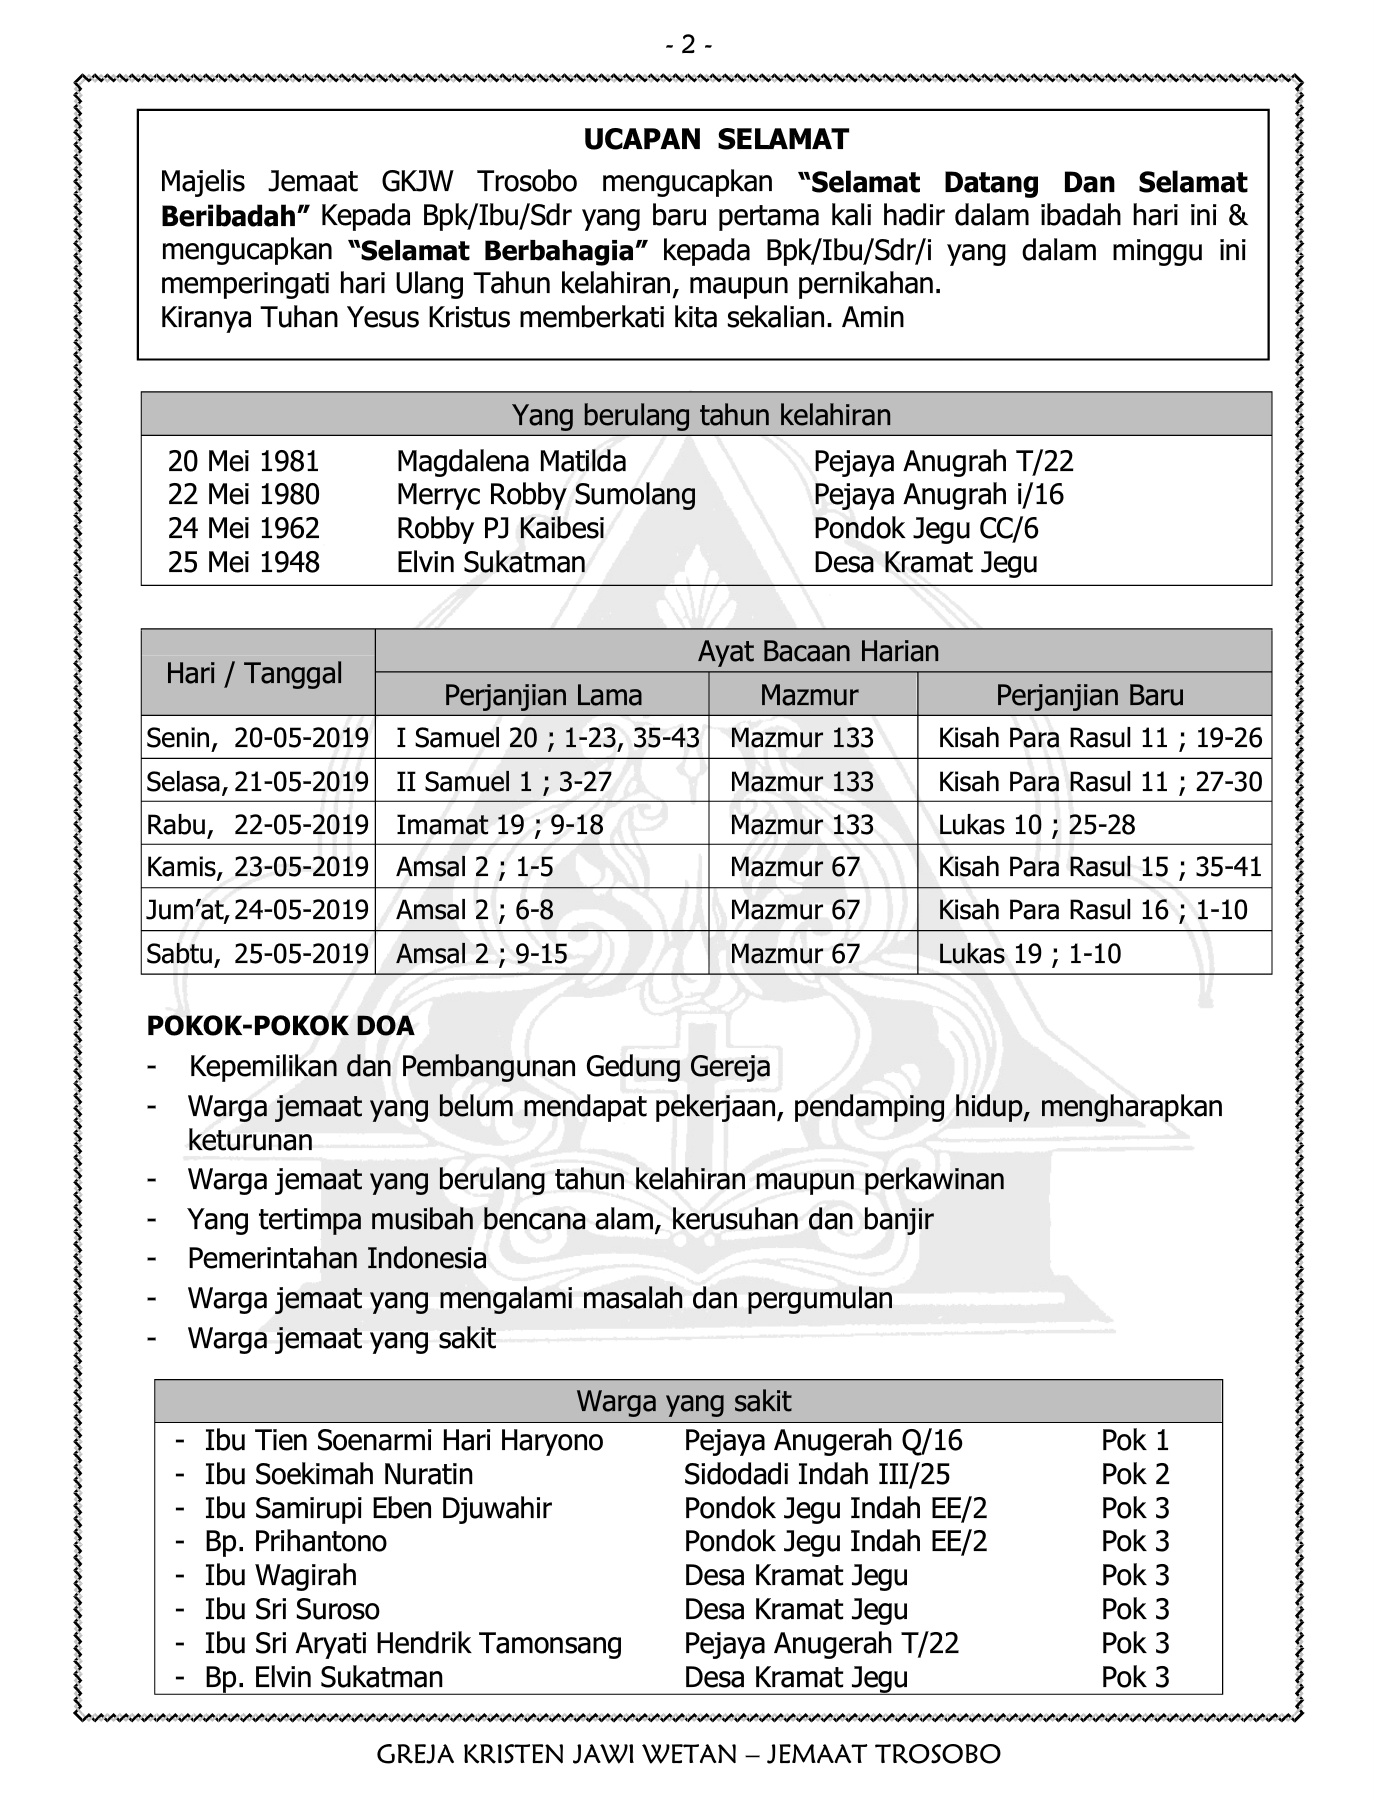 - 2 -
UCAPAN SELAMAT
Majelis Jemaat GKJW Trosobo mengucapkan “Selamat Datang Dan Selamat
Beribadah” Kepada Bpk/Ibu/Sdr yang baru pertama kali hadir dalam ibadah hari ini &
mengucapkan “Selamat Berbahagia” kepada Bpk/Ibu/Sdr/i yang dalam minggu ini
memperingati hari Ulang Tahun kelahiran, maupun pernikahan.
Kiranya Tuhan Yesus Kristus memberkati kita sekalian. Amin
Yang berulang tahun kelahiran
20 Mei 1981 Magdalena Matilda Pejaya Anugrah T/22
22 Mei 1980 Merryc Robby Sumolang Pejaya Anugrah i/16
24 Mei 1962 Robby PJ Kaibesi Pondok Jegu CC/6
25 Mei 1948 Elvin Sukatman Desa Kramat Jegu
Hari / Tanggal Ayat Bacaan Harian
Perjanjian Lama Mazmur Perjanjian Baru
Senin, 20-05-2019 I Samuel 20 ; 1-23, 35-43 Mazmur 133 Kisah Para Rasul 11 ; 19-26
Selasa, 21-05-2019 II Samuel 1 ; 3-27 Mazmur 133 Kisah Para Rasul 11 ; 27-30
Rabu, 22-05-2019 Imamat 19 ; 9-18 Mazmur 133 Lukas 10 ; 25-28
Kamis, 23-05-2019 Amsal 2 ; 1-5 Mazmur 67 Kisah Para Rasul 15 ; 35-41
Jum’at, 24-05-2019 Amsal 2 ; 6-8 Mazmur 67 Kisah Para Rasul 16 ; 1-10
Sabtu, 25-05-2019 Amsal 2 ; 9-15 Mazmur 67 Lukas 19 ; 1-10
POKOK-POKOK DOA
- Kepemilikan dan Pembangunan Gedung Gereja
- Warga jemaat yang belum mendapat pekerjaan, pendamping hidup, mengharapkan
keturunan
- Warga jemaat yang berulang tahun kelahiran maupun perkawinan
- Yang tertimpa musibah bencana alam, kerusuhan dan banjir
- Pemerintahan Indonesia
- Warga jemaat yang mengalami masalah dan pergumulan
- Warga jemaat yang sakit
Warga yang sakit
- Ibu Tien Soenarmi Hari Haryono Pejaya Anugerah Q/16 Pok 1
- Ibu Soekimah Nuratin Sidodadi Indah III/25 Pok 2
- Ibu Samirupi Eben Djuwahir Pondok Jegu Indah EE/2 Pok 3
- Bp. Prihantono Pondok Jegu Indah EE/2 Pok 3
- Ibu Wagirah Desa Kramat Jegu Pok 3
- Ibu Sri Suroso Desa Kramat Jegu Pok 3
- Ibu Sri Aryati Hendrik Tamonsang Pejaya Anugerah T/22 Pok 3
- Bp. Elvin Sukatman Desa Kramat Jegu Pok 3
GREJA KRISTEN JAWI WETAN – JEMAAT TROSOBO